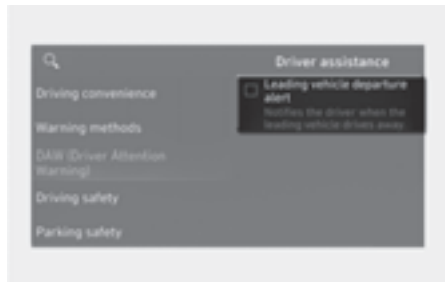 Driver assistance
Driving convenience
Warning methods
DAW (Driver Attention
Warning)
Driving safety
Parking safety
Leading vehicle departure
alert
Notifies the driver when the
leading vehicle drives away